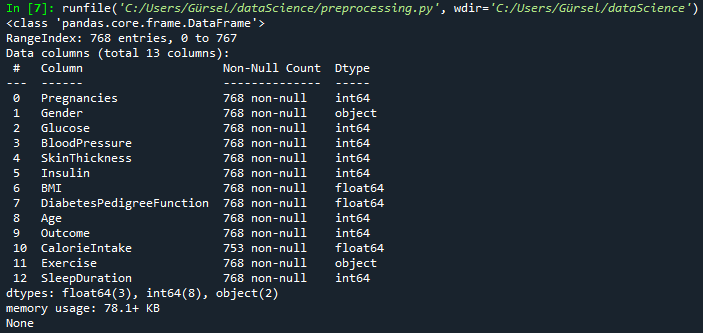 In [7]: runfile('C:/Users/Gürsel/dataScience/preprocessing.py', wdir='C:/Users/Gürsel/dataScience')
<class 'pandas.core.frame.DataFrame'>
RangeIndex: 768 entries, 0 to 767
Data columns (total 13 columns):
 #   Column                    Non-Null Count  Dtype
---  ------                    --------------  -----
 0   Pregnancies               768 non-null    int64
 1   Gender                    768 non-null    object
 2   Glucose                   768 non-null    int64
 3   BloodPressure             768 non-null    int64
 4   SkinThickness             768 non-null    int64
 5   Insulin                   768 non-null    int64
 6   BMI                       768 non-null    float64
 7   DiabetesPedigreeFunction  768 non-null    float64
 8   Age                       768 non-null    int64
 9   Outcome                   768 non-null    int64
 10  CalorieIntake             753 non-null    float64
 11  Exercise                  768 non-null    object
 12  SleepDuration             768 non-null    int64
dtypes: float64(3), int64(8), object(2)
memory usage: 78.1+ KB
None